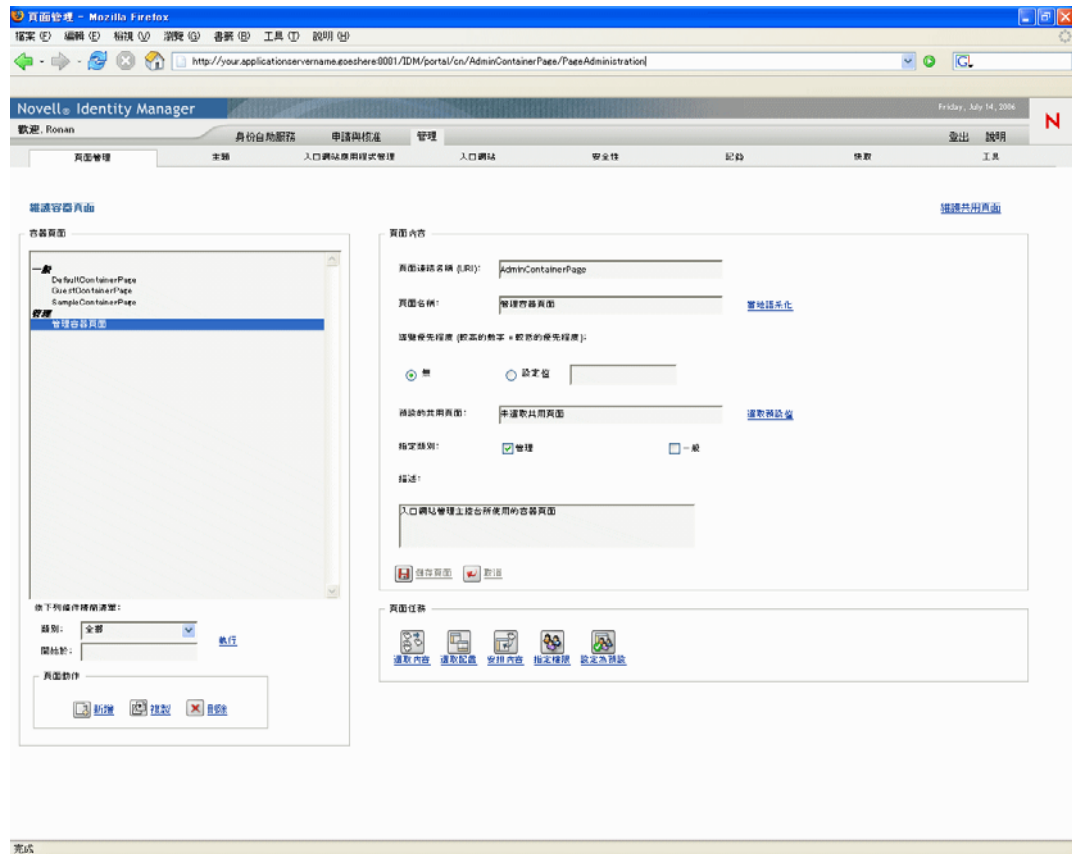 頁面管理 - Mozilla Firefox
檔案(F) 編輯(E) 檢視(V) 瀏覽(G) 書籤(B) 工具(T) 說明(H)
http://your.applicationservername.goeshere:8001/IDM/portal/cn/AdminContainerPage/PageAdministration
Novell® Identity Manager
Friday, July 14, 2006
N
歡迎, Ronan
身份自助服務 申請與核准 管理 登出 說明
頁面管理 主題 入口網站應用程式管理 入口網站 安全性 記錄 快取 工具
維護容器頁面 維護共用頁面
容器頁面
一般
DefaultContainerPage
GuestContainerPage
SampleContainerPage
管理
管理容器頁面
依下列條件過濾清單:
類別: 全部
開始於:
執行
頁面動作
新增 複製 刪除
頁面內容
頁面連結名稱 (URI): AdminContainerPage
頁面名稱: 管理容器頁面 當地語系化
導覽優先程度 (較高的數字 = 較低的優先程度):
無 設定值
預設的共用頁面: 未選取共用頁面 選取預設值
指定類別: 管理 一般
描述:
入口網站管理主控台所使用的容器頁面
儲存頁面 取消
頁面任務
選取內容 選取配置 安排內容 指定權限 設定為預設
完成